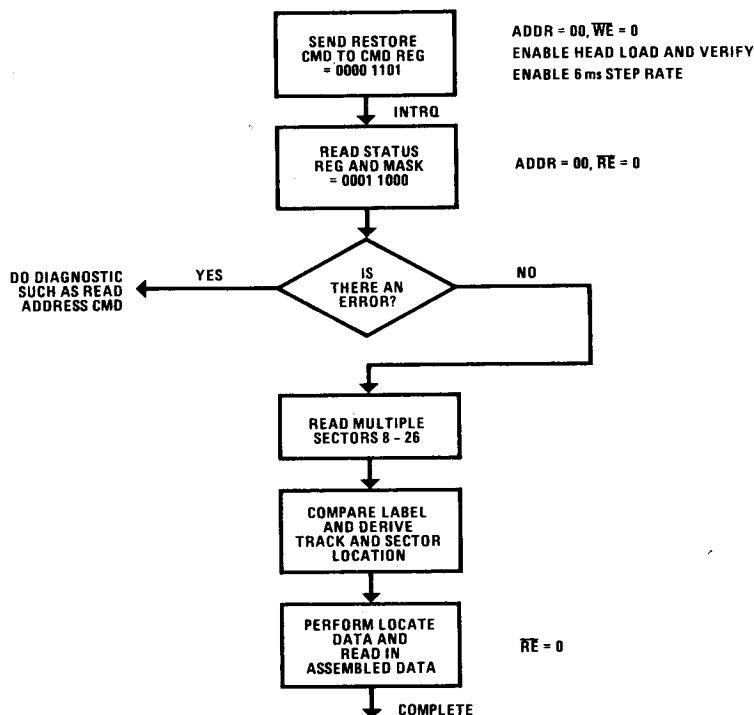 SEND RESTORE
CMD TO CMD REG
= 0000 1101
ADDR = 00, W̅E̅ = 0
ENABLE HEAD LOAD AND VERIFY
ENABLE 6 ms STEP RATE
INTRQ
READ STATUS
REG AND MASK
= 0001 1000
ADDR = 00, R̅E̅ = 0
IS
THERE AN
ERROR?
YES
NO
DO DIAGNOSTIC
SUCH AS READ
ADDRESS CMD
READ MULTIPLE
SECTORS 8 – 26
COMPARE LABEL
AND DERIVE
TRACK AND SECTOR
LOCATION
PERFORM LOCATE
DATA AND
READ IN
ASSEMBLED DATA
R̅E̅ = 0
COMPLETE